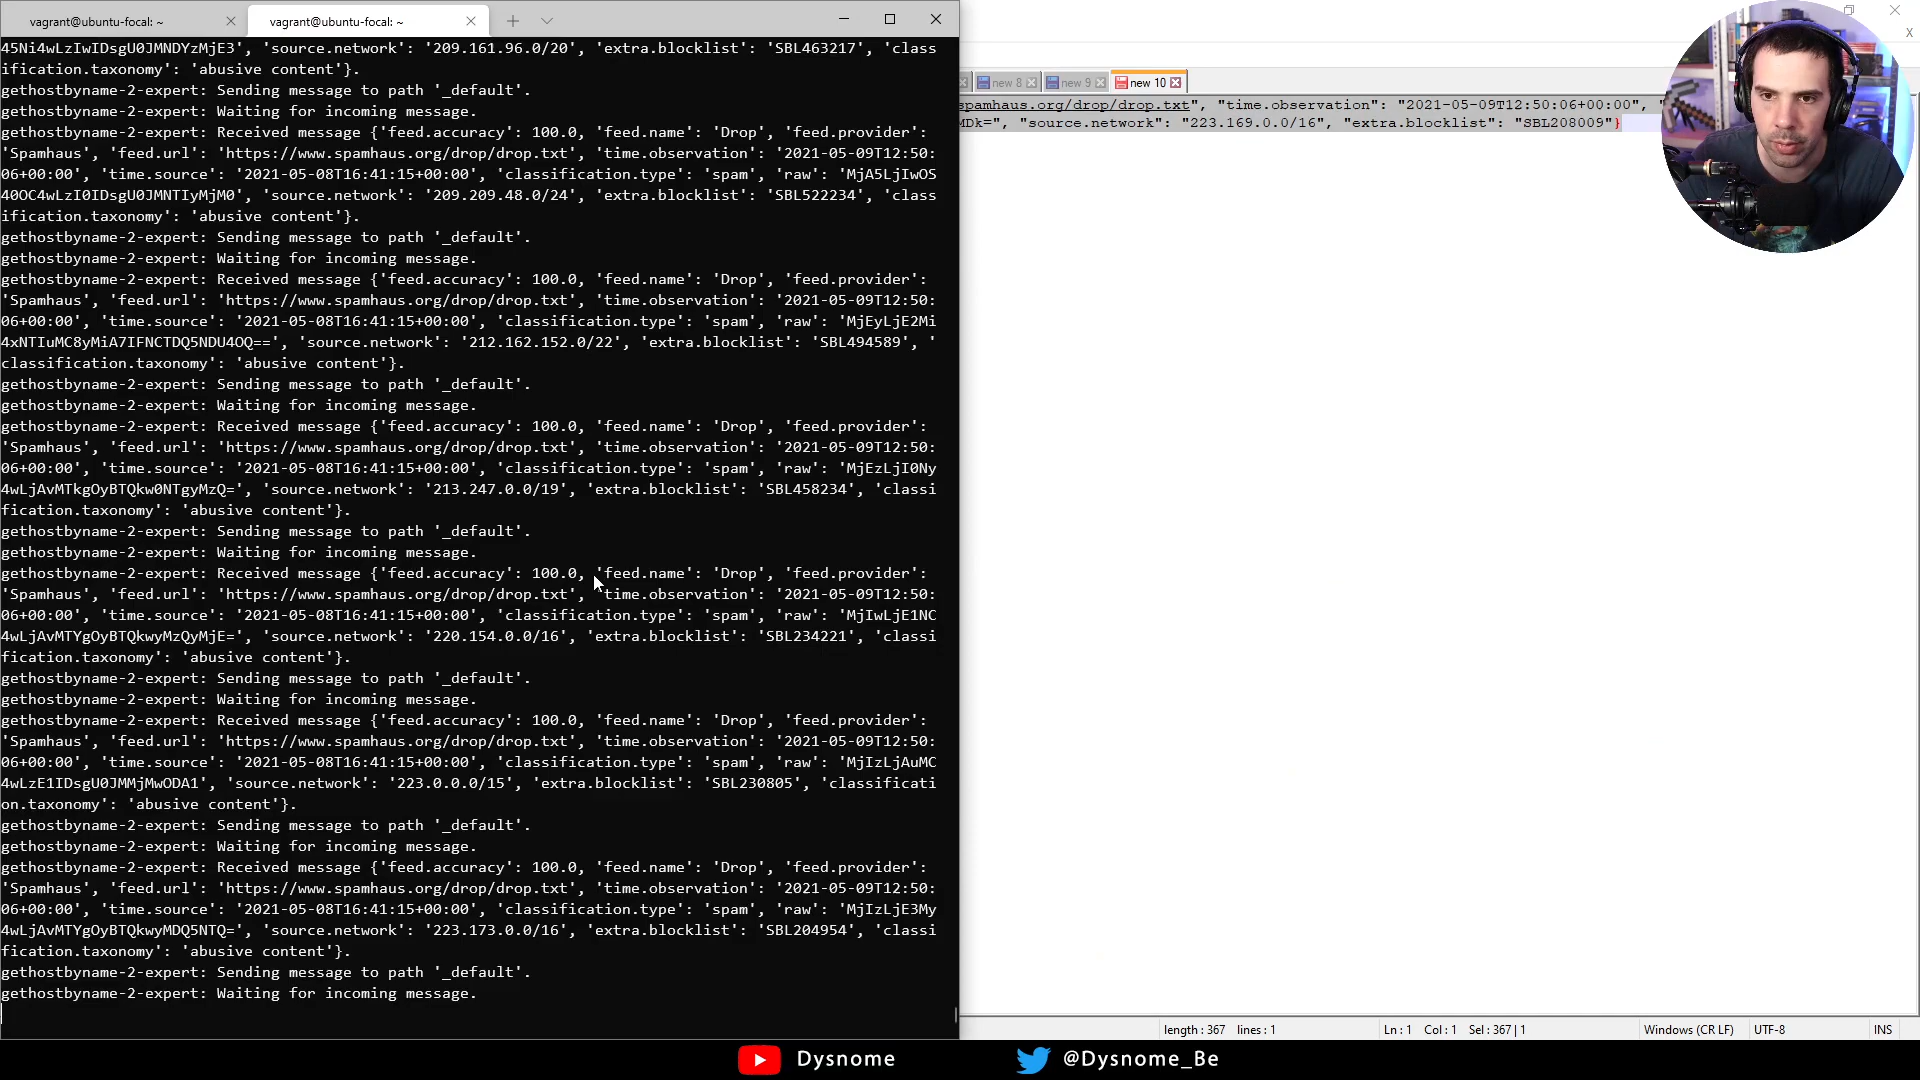 vagrant@ubuntu-focal: ~
vagrant@ubuntu-focal: ~
45Ni4wLzIwIDsgU0JMNDYzMjE3', 'source.network': '209.161.96.0/20', 'extra.blocklist': 'SBL463217', 'class
ification.taxonomy': 'abusive content'}.
gethostbyname-2-expert: Sending message to path '_default'.
gethostbyname-2-expert: Waiting for incoming message.
gethostbyname-2-expert: Received message {'feed.accuracy': 100.0, 'feed.name': 'Drop', 'feed.provider':
'Spamhaus', 'feed.url': 'https://www.spamhaus.org/drop/drop.txt', 'time.observation': '2021-05-09T12:50:
06+00:00', 'time.source': '2021-05-08T16:41:15+00:00', 'classification.type': 'spam', 'raw': 'MjA5LjIwOS
40OC4wLzI0IDsgU0JMNTIyMjM0', 'source.network': '209.209.48.0/24', 'extra.blocklist': 'SBL522234', 'class
ification.taxonomy': 'abusive content'}.
gethostbyname-2-expert: Sending message to path '_default'.
gethostbyname-2-expert: Waiting for incoming message.
gethostbyname-2-expert: Received message {'feed.accuracy': 100.0, 'feed.name': 'Drop', 'feed.provider':
'Spamhaus', 'feed.url': 'https://www.spamhaus.org/drop/drop.txt', 'time.observation': '2021-05-09T12:50:
06+00:00', 'time.source': '2021-05-08T16:41:15+00:00', 'classification.type': 'spam', 'raw': 'MjEyLjE2Mi
4xNTIuMC8yMiA7IFNCTDQ5NDU4OQ==', 'source.network': '212.162.152.0/22', 'extra.blocklist': 'SBL494589', '
classification.taxonomy': 'abusive content'}.
gethostbyname-2-expert: Sending message to path '_default'.
gethostbyname-2-expert: Waiting for incoming message.
gethostbyname-2-expert: Received message {'feed.accuracy': 100.0, 'feed.name': 'Drop', 'feed.provider':
'Spamhaus', 'feed.url': 'https://www.spamhaus.org/drop/drop.txt', 'time.observation': '2021-05-09T12:50:
06+00:00', 'time.source': '2021-05-08T16:41:15+00:00', 'classification.type': 'spam', 'raw': 'MjEzLjI0Ny
4wLjAvMTkgOyBTQkw0NTgyMzQ=', 'source.network': '213.247.0.0/19', 'extra.blocklist': 'SBL458234', 'classi
fication.taxonomy': 'abusive content'}.
gethostbyname-2-expert: Sending message to path '_default'.
gethostbyname-2-expert: Waiting for incoming message.
gethostbyname-2-expert: Received message {'feed.accuracy': 100.0, 'feed.name': 'Drop', 'feed.provider':
'Spamhaus', 'feed.url': 'https://www.spamhaus.org/drop/drop.txt', 'time.observation': '2021-05-09T12:50:
06+00:00', 'time.source': '2021-05-08T16:41:15+00:00', 'classification.type': 'spam', 'raw': 'MjIwLjE1NC
4wLjAvMTYgOyBTQkwyMzQyMjE=', 'source.network': '220.154.0.0/16', 'extra.blocklist': 'SBL234221', 'classi
fication.taxonomy': 'abusive content'}.
gethostbyname-2-expert: Sending message to path '_default'.
gethostbyname-2-expert: Waiting for incoming message.
gethostbyname-2-expert: Received message {'feed.accuracy': 100.0, 'feed.name': 'Drop', 'feed.provider':
'Spamhaus', 'feed.url': 'https://www.spamhaus.org/drop/drop.txt', 'time.observation': '2021-05-09T12:50:
06+00:00', 'time.source': '2021-05-08T16:41:15+00:00', 'classification.type': 'spam', 'raw': 'MjIzLjAuMC
4wLzE1IDsgU0JMMjMwODA1', 'source.network': '223.0.0.0/15', 'extra.blocklist': 'SBL230805', 'classificati
on.taxonomy': 'abusive content'}.
gethostbyname-2-expert: Sending message to path '_default'.
gethostbyname-2-expert: Waiting for incoming message.
gethostbyname-2-expert: Received message {'feed.accuracy': 100.0, 'feed.name': 'Drop', 'feed.provider':
'Spamhaus', 'feed.url': 'https://www.spamhaus.org/drop/drop.txt', 'time.observation': '2021-05-09T12:50:
06+00:00', 'time.source': '2021-05-08T16:41:15+00:00', 'classification.type': 'spam', 'raw': 'MjIzLjE3My
4wLjAvMTYgOyBTQkwyMDQ5NTQ=', 'source.network': '223.173.0.0/16', 'extra.blocklist': 'SBL204954', 'classi
fication.taxonomy': 'abusive content'}.
gethostbyname-2-expert: Sending message to path '_default'.
gethostbyname-2-expert: Waiting for incoming message.
new 8
new 9
new 10
spamhaus.org/drop/drop.txt", "time.observation": "2021-05-09T12:50:06+00:00", "
MDk=", "source.network": "223.169.0.0/16", "extra.blocklist": "SBL208009"}
length : 367 lines : 1
Ln : 1 Col : 1 Sel : 367 | 1
Windows (CR LF)
UTF-8
INS
Dysnome
@Dysnome_Be